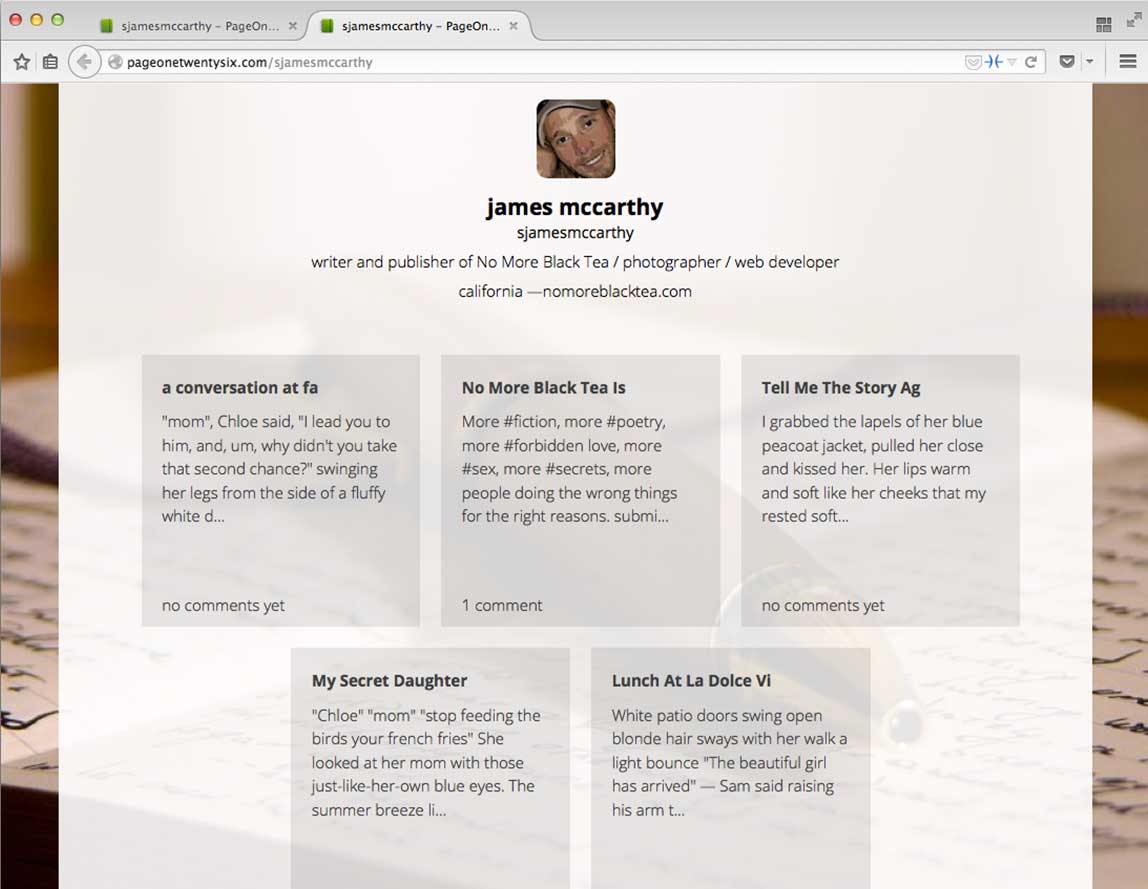 sjamesmccarthy – PageOn...
sjamesmccarthy – PageOn...
pageonetwentysix.com/sjamesmccarthy
james mccarthy
sjamesmccarthy
writer and publisher of No More Black Tea / photographer / web developer
california —nomoreblacktea.com
a conversation at fa
"mom", Chloe said, "I lead you to
him, and, um, why didn't you take
that second chance?" swinging
her legs from the side of a fluffy
white d...
no comments yet
No More Black Tea Is
More #fiction, more #poetry,
more #forbidden love, more
#sex, more #secrets, more
people doing the wrong things
for the right reasons. submi...
1 comment
Tell Me The Story Ag
I grabbed the lapels of her blue
peacoat jacket, pulled her close
and kissed her. Her lips warm
and soft like her cheeks that my
rested soft...
no comments yet
My Secret Daughter
"Chloe" "mom" "stop feeding the
birds your french fries" She
looked at her mom with those
just-like-her-own blue eyes. The
summer breeze li...
Lunch At La Dolce Vi
White patio doors swing open
blonde hair sways with her walk a
light bounce "The beautiful girl
has arrived" — Sam said raising
his arm t...